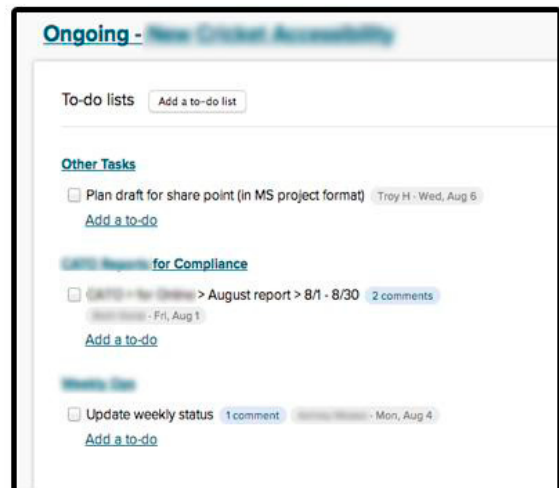 Ongoing -
To-do lists Add a to-do list
Other Tasks
Plan draft for share point (in MS project format) Troy H · Wed, Aug 6
Add a to-do
for Compliance
> August report > 8/1 - 8/30 2 comments
· Fri, Aug 1
Add a to-do
Update weekly status 1 comment · Mon, Aug 4
Add a to-do